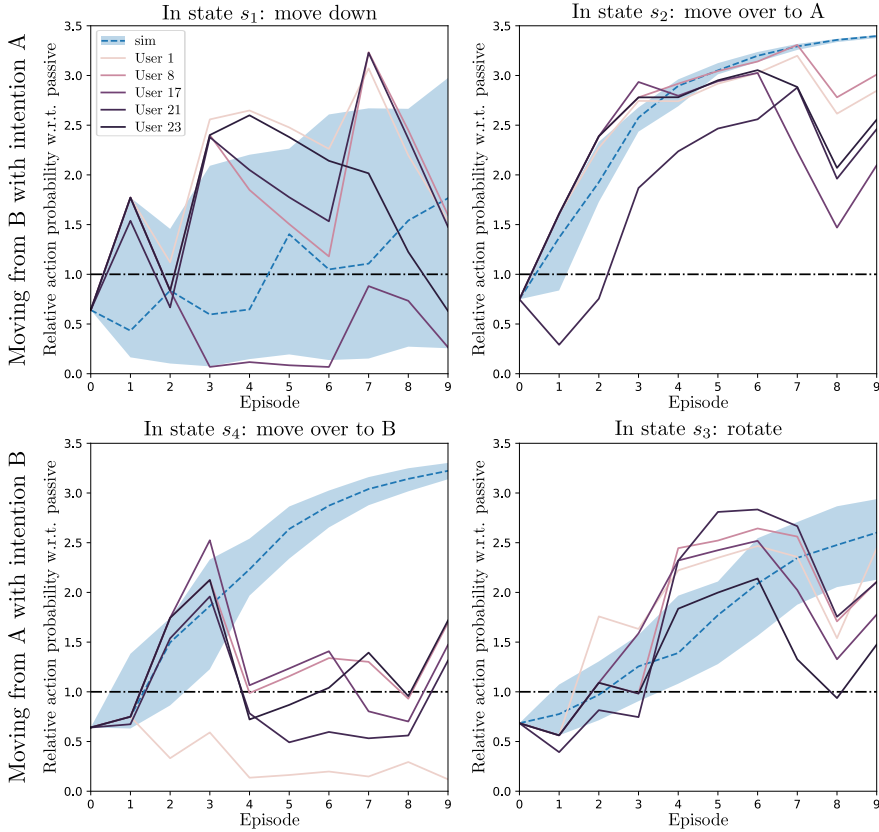 Moving from B with intention A
In state s₁: move down
Relative action probability w.r.t. passive
3.5
3.0
2.5
2.0
1.5
1.0
0.5
0.0
sim
User 1
User 8
User 17
User 21
User 23
0 1 2 3 4 5 6 7 8 9
Episode
In state s₂: move over to A
Relative action probability w.r.t. passive
3.5
3.0
2.5
2.0
1.5
1.0
0.5
0.0
0 1 2 3 4 5 6 7 8 9
Episode
Moving from A with intention B
In state s₄: move over to B
Relative action probability w.r.t. passive
3.5
3.0
2.5
2.0
1.5
1.0
0.5
0.0
0 1 2 3 4 5 6 7 8 9
Episode
In state s₃: rotate
Relative action probability w.r.t. passive
3.5
3.0
2.5
2.0
1.5
1.0
0.5
0.0
0 1 2 3 4 5 6 7 8 9
Episode